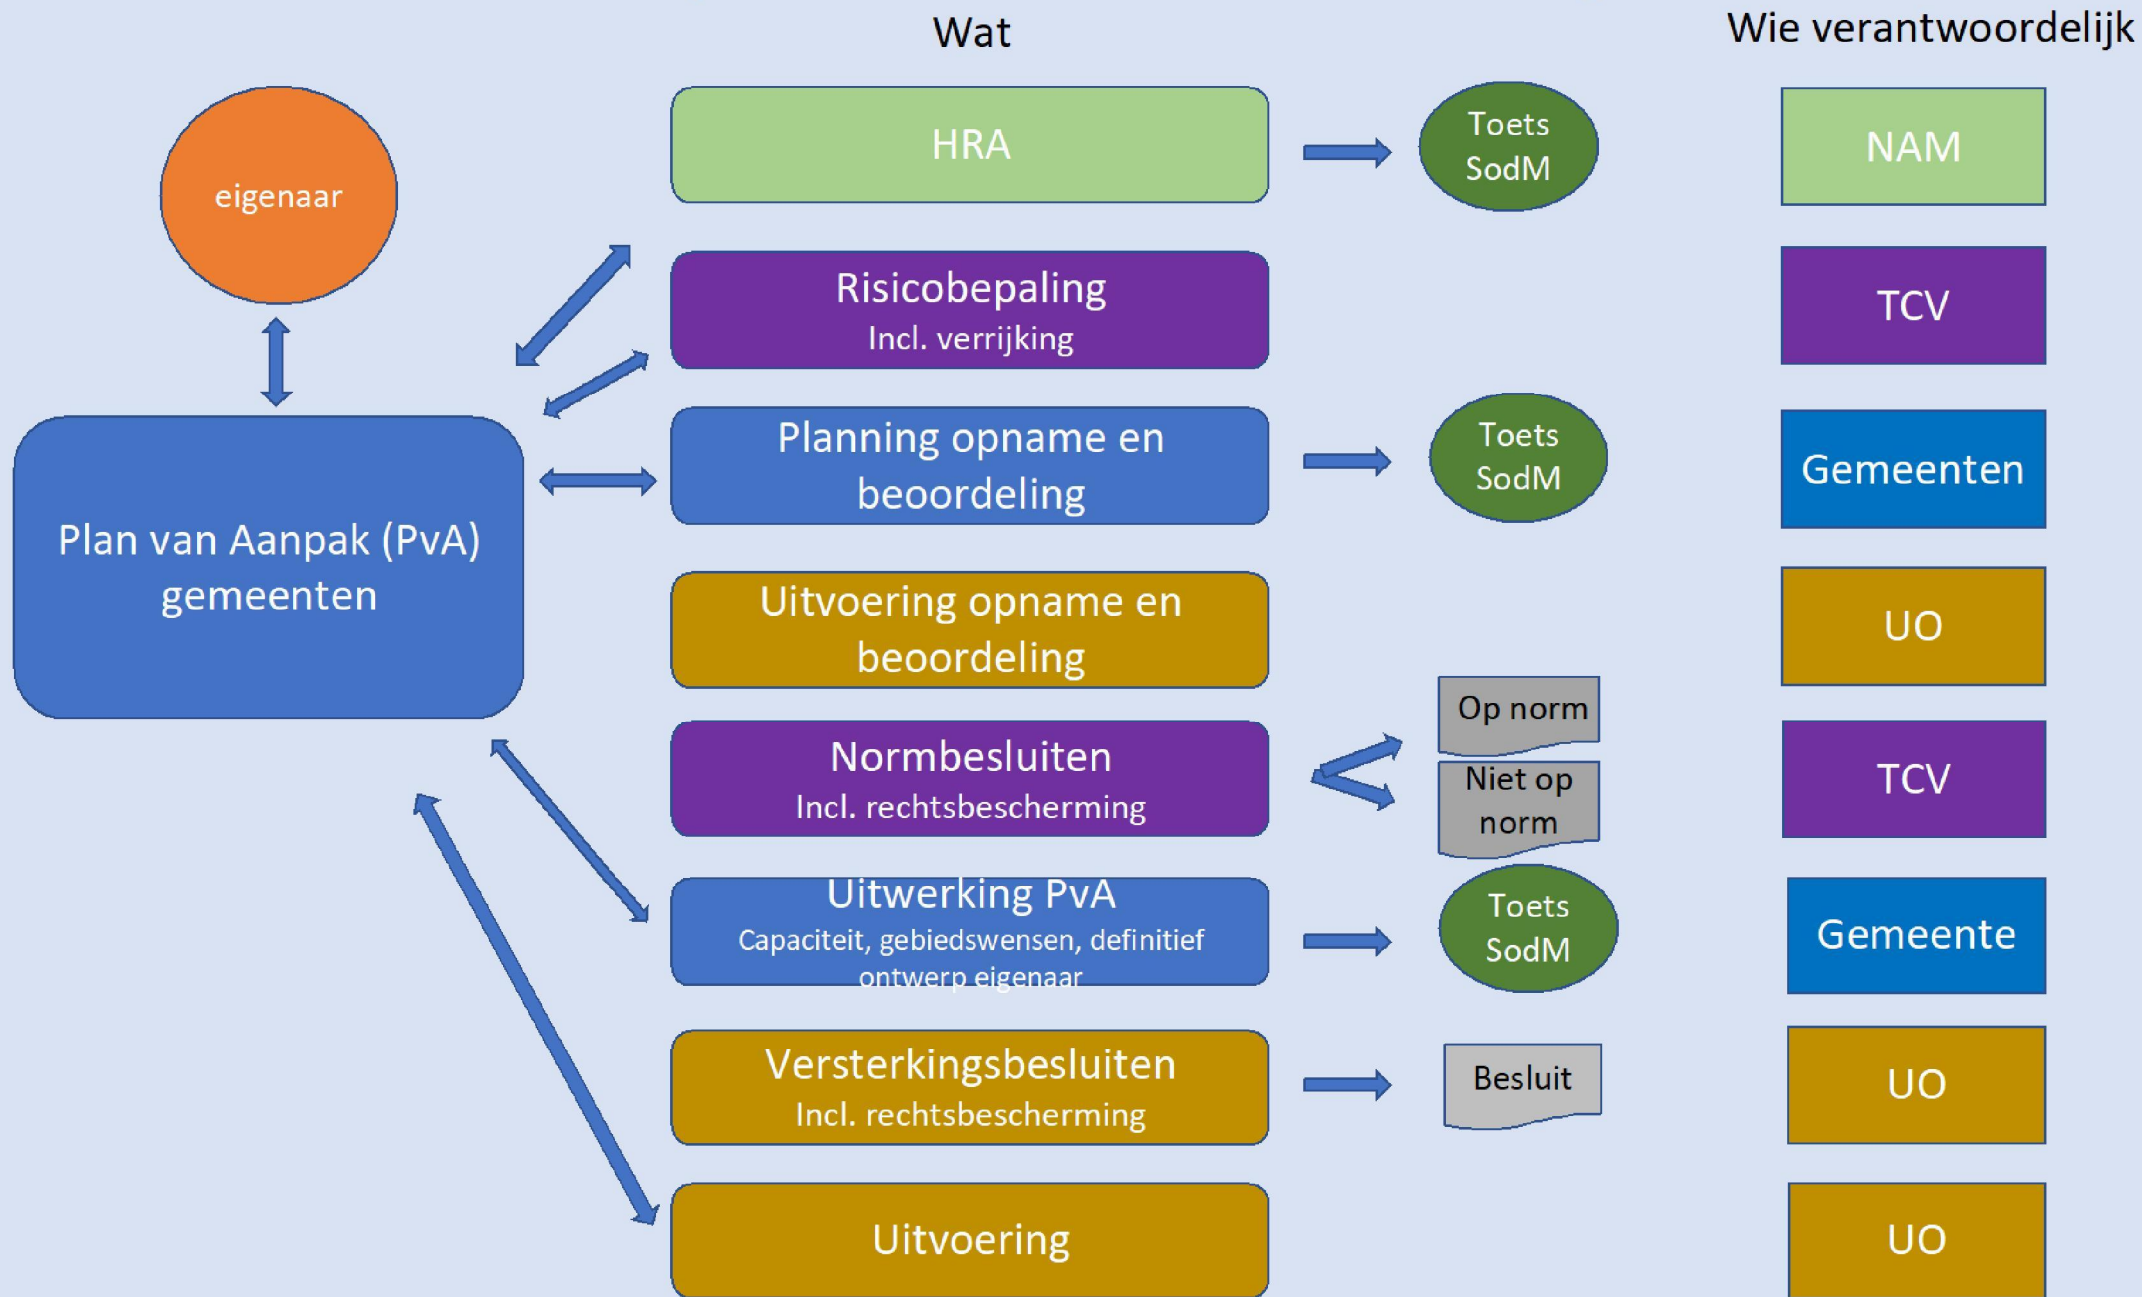 Wat
Wie verantwoordelijk
eigenaar
HRA
Toets
SodM
NAM
Risicobepaling
Incl. verrijking
TCV
Plan van Aanpak (PvA)
gemeenten
Planning opname en
beoordeling
Toets
SodM
Gemeenten
Uitvoering opname en
beoordeling
UO
Normbesluiten
Incl. rechtsbescherming
Op norm
Niet op
norm
TCV
Uitwerking PvA
Capaciteit, gebiedswensen, definitief
ontwerp eigenaar
Toets
SodM
Gemeente
Versterkingsbesluiten
Incl. rechtsbescherming
Besluit
UO
Uitvoering
UO